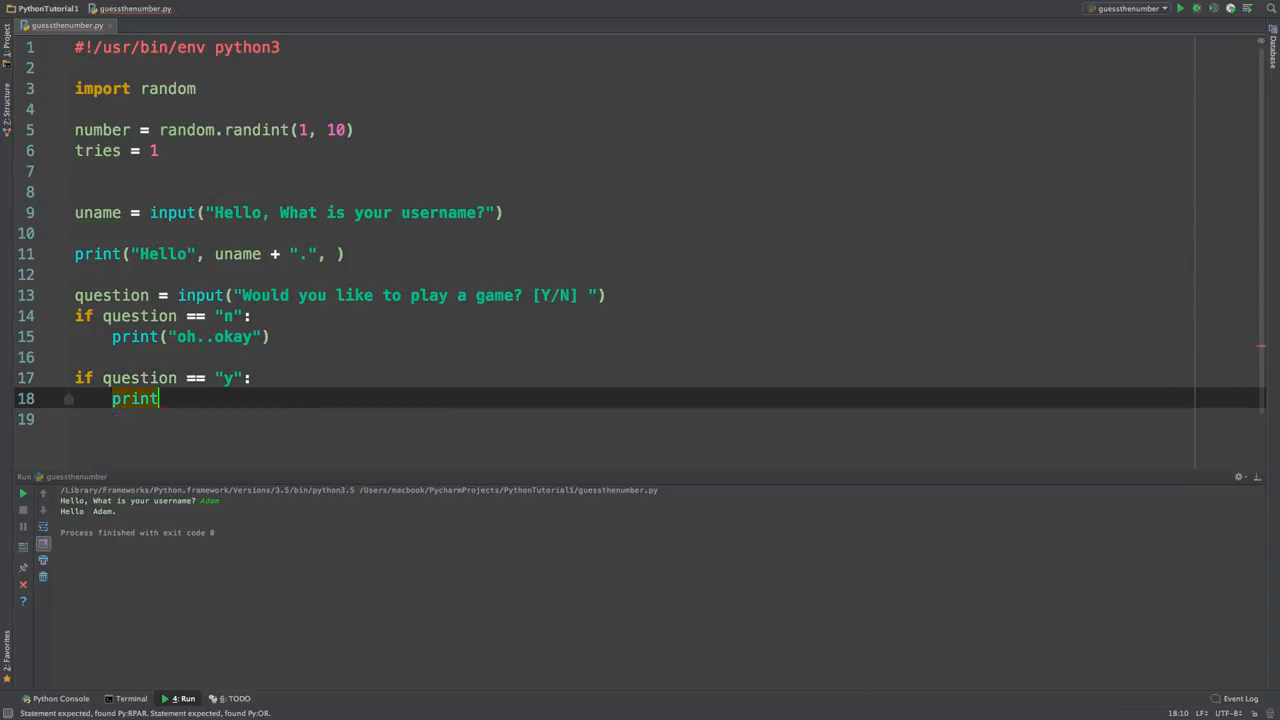 PythonTutorial1 guessthenumber.py guessthenumber
guessthenumber.py
1: Project
Z: Structure
2: Favorites
Database
1 #!/usr/bin/env python3
2
3 import random
4
5 number = random.randint(1, 10)
6 tries = 1
7
8
9 uname = input("Hello, What is your username?")
10
11 print("Hello", uname + ".", )
12
13 question = input("Would you like to play a game? [Y/N] ")
14 if question == "n":
15 print("oh..okay")
16
17 if question == "y":
18 print
19
Run guessthenumber
/Library/Frameworks/Python.framework/Versions/3.5/bin/python3.5 /Users/macbook/PycharmProjects/PythonTutorial1/guessthenumber.py
Hello, What is your username? Adam
Hello  Adam.
Process finished with exit code 0
Python Console Terminal 4: Run 6: TODO Event Log
Statement expected, found Py:RPAR. Statement expected, found Py:OR. 18:10 LF÷ UTF-8÷